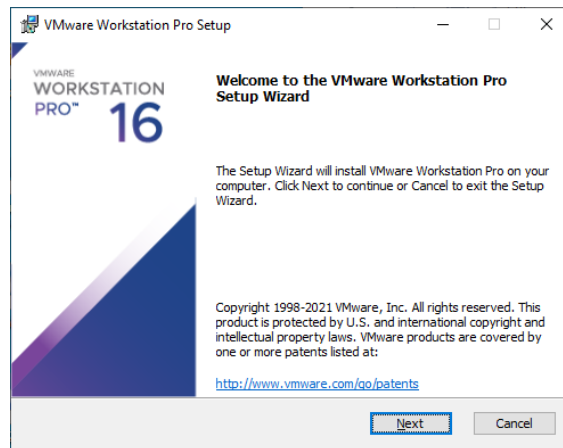 VMware Workstation Pro Setup
VMWARE
WORKSTATION
PRO™ 16
Welcome to the VMware Workstation Pro
Setup Wizard
The Setup Wizard will install VMware Workstation Pro on your
computer. Click Next to continue or Cancel to exit the Setup
Wizard.
Copyright 1998-2021 VMware, Inc. All rights reserved. This
product is protected by U.S. and international copyright and
intellectual property laws. VMware products are covered by
one or more patents listed at:
http://www.vmware.com/go/patents
Next Cancel